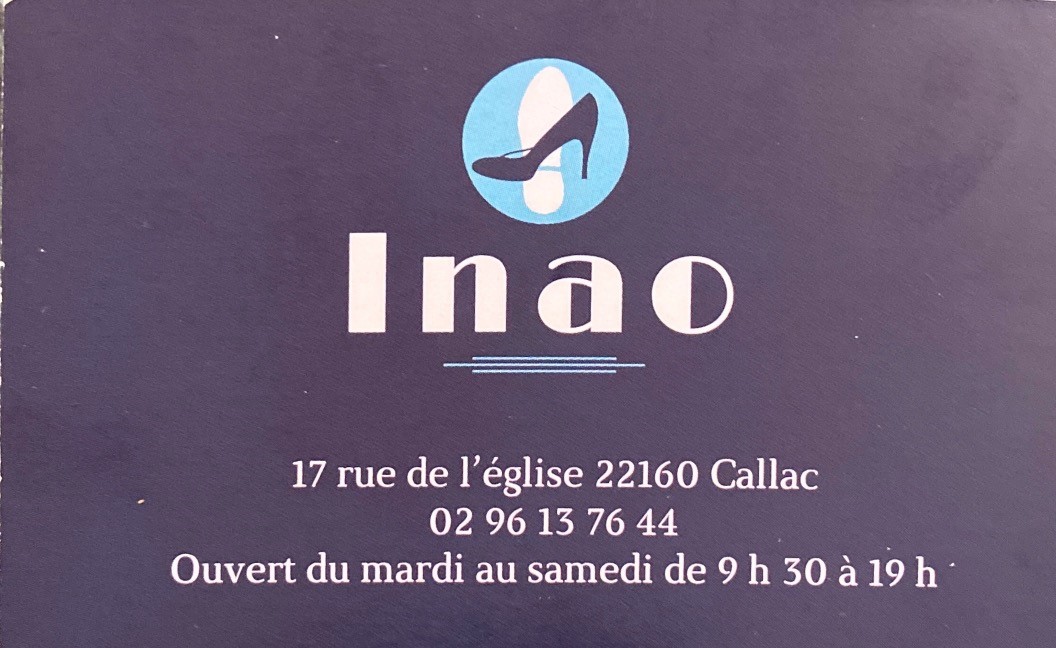 Inao
17 rue de l'église 22160 Callac
02 96 13 76 44
Ouvert du mardi au samedi de 9 h 30 à 19 h